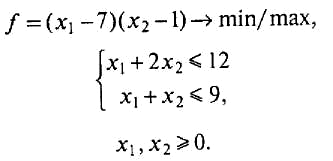 f = (x₁ − 7)(x₂ − 1) → min/max,
{ x₁ + 2x₂ ⩽ 12
x₁ + x₂ ⩽ 9,
x₁, x₂ ⩾ 0.